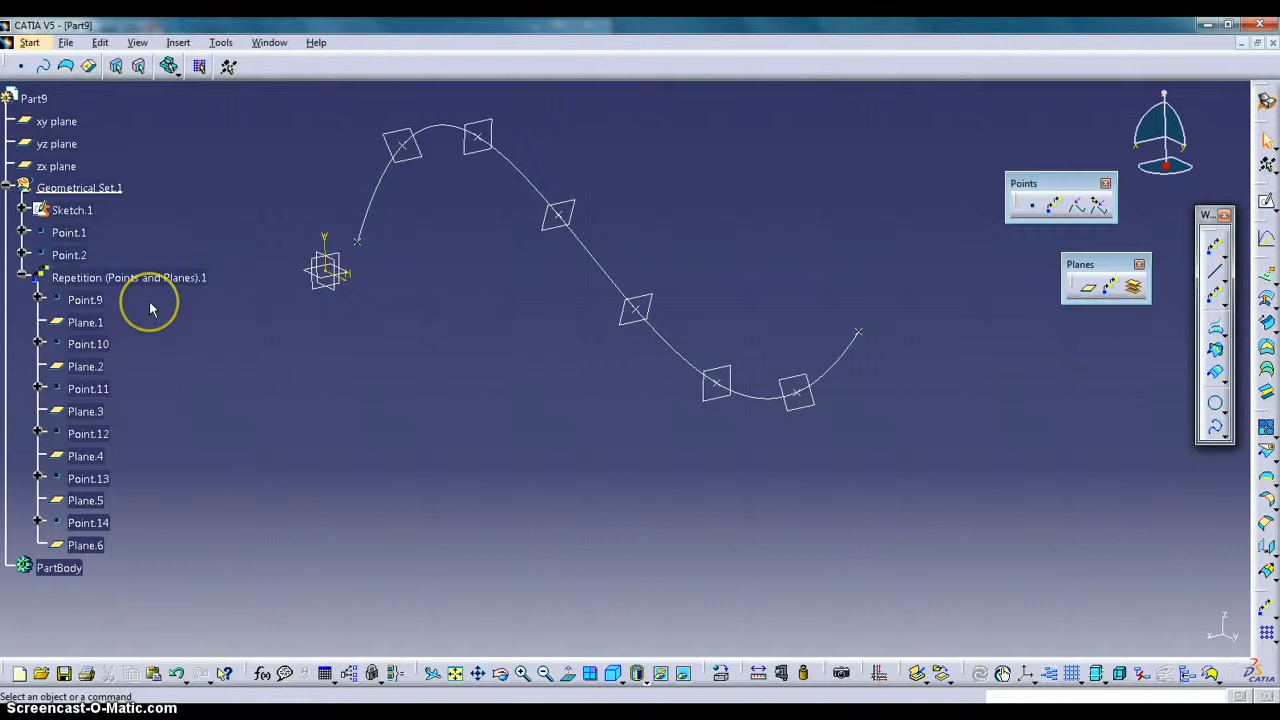 CATIA V5 - [Part9]
Start File Edit View Insert Tools Window Help
Part9
xy plane
yz plane
zx plane
Geometrical Set.1
Sketch.1
Point.1
Point.2
Repetition (Points and Planes).1
Point.9
Plane.1
Point.10
Plane.2
Point.11
Plane.3
Point.12
Plane.4
Point.13
Plane.5
Point.14
Plane.6
PartBody
Y
H
Points
W...
Planes
z
x y
CATIA
Select an object or a command
Screencast-O-Matic.com